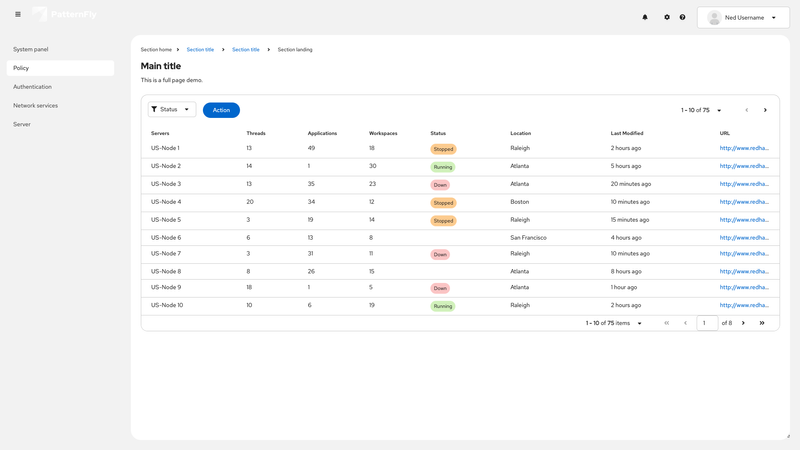 PatternFly
Ned Username
System panel
Policy
Authentication
Network services
Server
Section home Section title Section title Section landing
Main title
This is a full page demo.
Status Action 1 - 10 of 75
Servers Threads Applications Workspaces Status Location Last Modified URL
US-Node 1 13 49 18 Stopped Raleigh 2 hours ago http://www.redha...
US-Node 2 14 1 30 Running Atlanta 5 hours ago http://www.redha...
US-Node 3 13 35 23 Down Atlanta 20 minutes ago http://www.redha...
US-Node 4 20 34 12 Stopped Boston 10 minutes ago http://www.redha...
US-Node 5 3 19 14 Stopped Raleigh 15 minutes ago http://www.redha...
US-Node 6 6 13 8 San Francisco 4 hours ago http://www.redha...
US-Node 7 3 31 11 Down Raleigh 10 minutes ago http://www.redha...
US-Node 8 8 26 15 Atlanta 8 hours ago http://www.redha...
US-Node 9 18 1 5 Down Atlanta 1 hour ago http://www.redha...
US-Node 10 10 6 19 Running Raleigh 2 hours ago http://www.redha...
1 - 10 of 75 items 1 of 8